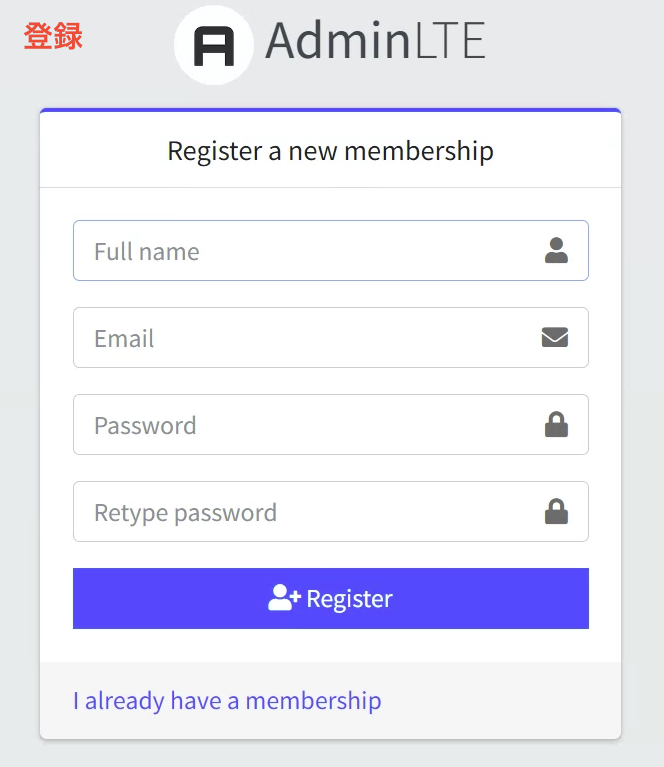 登録
AdminLTE
Register a new membership
Full name
Email
Password
Retype password
Register
I already have a membership